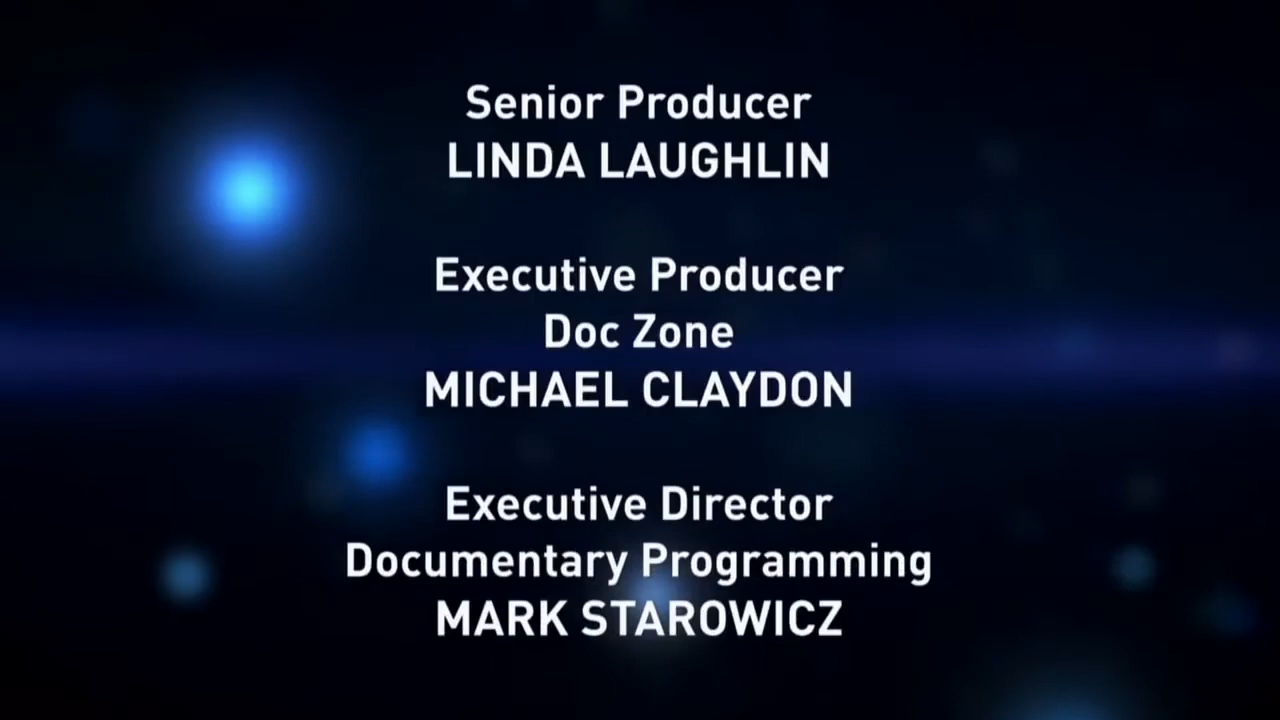 Senior Producer
LINDA LAUGHLIN
Executive Producer
Doc Zone
MICHAEL CLAYDON
Executive Director
Documentary Programming
MARK STAROWICZ